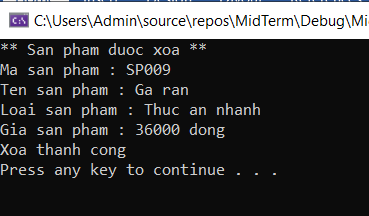 C:\Users\Admin\source\repos\MidTerm\Debug\Mi
** San pham duoc xoa **
Ma san pham : SP009
Ten san pham : Ga ran
Loai san pham : Thuc an nhanh
Gia san pham : 36000 dong
Xoa thanh cong
Press any key to continue . . .